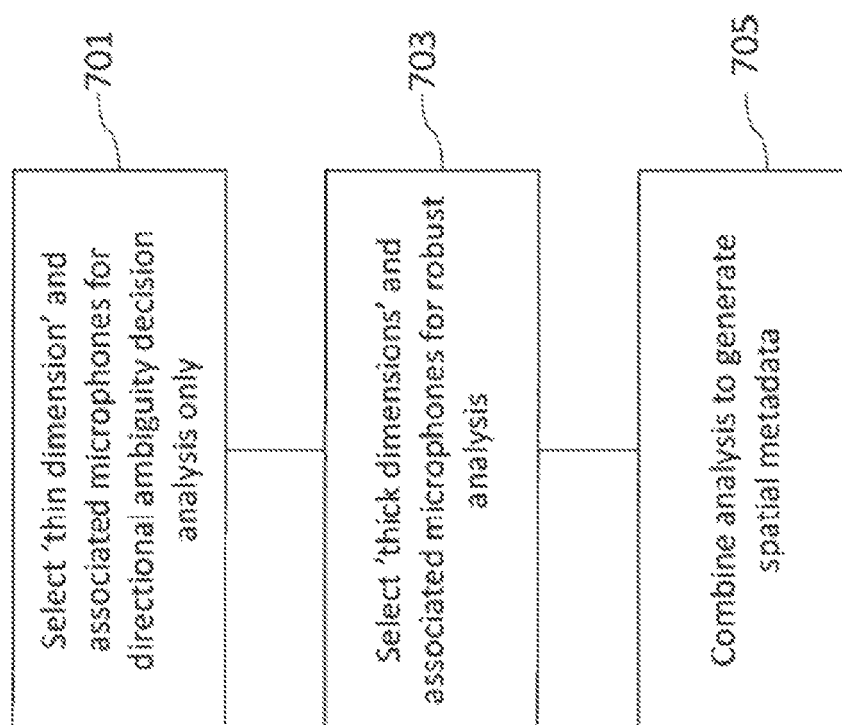 Select 'thin dimension' and
associated microphones for
directional ambiguity decision
analysis only
701
Select 'thick dimensions' and
associated microphones for robust
analysis
703
Combine analysis to generate
spatial metadata
705